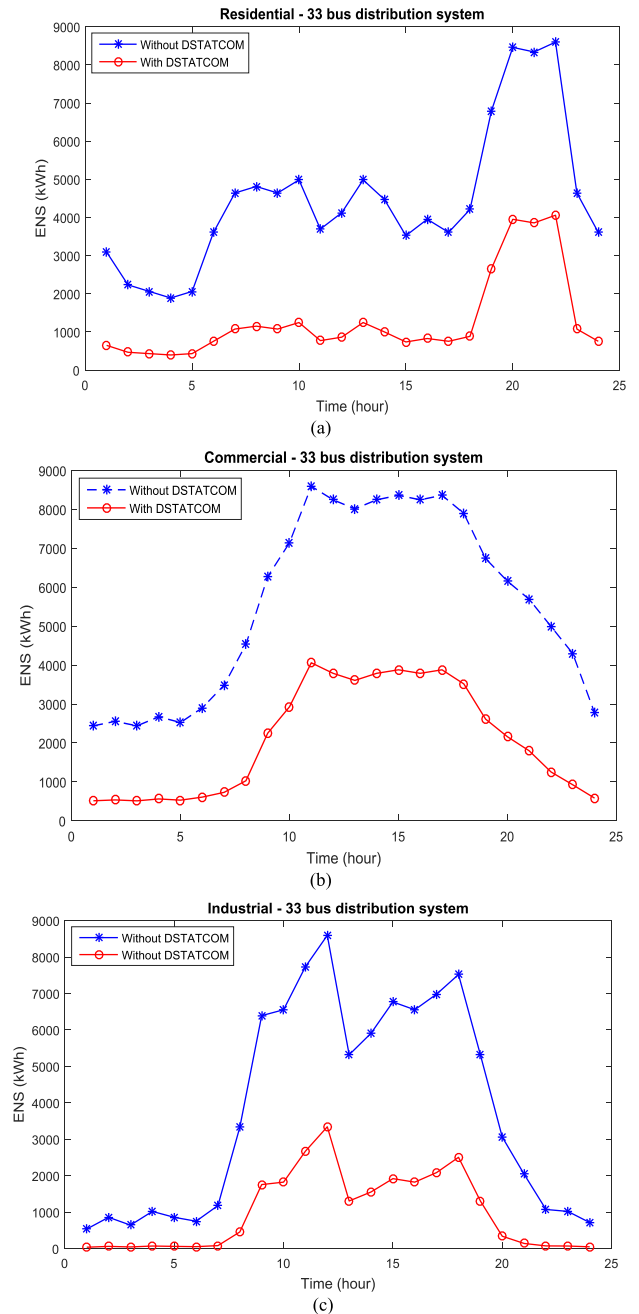 Residential - 33 bus distribution system
9000
8000
7000
6000
5000
4000
3000
2000
1000
0
Without DSTATCOM
With DSTATCOM
ENS (kWh)
0 5 10 15 20 25
Time (hour)
(a)
Commercial - 33 bus distribution system
9000
8000
7000
6000
5000
4000
3000
2000
1000
0
Without DSTATCOM
With DSTATCOM
ENS (kWh)
0 5 10 15 20 25
Time (hour)
(b)
Industrial - 33 bus distribution system
9000
8000
7000
6000
5000
4000
3000
2000
1000
0
Without DSTATCOM
Without DSTATCOM
ENS (kWh)
0 5 10 15 20 25
Time (hour)
(c)